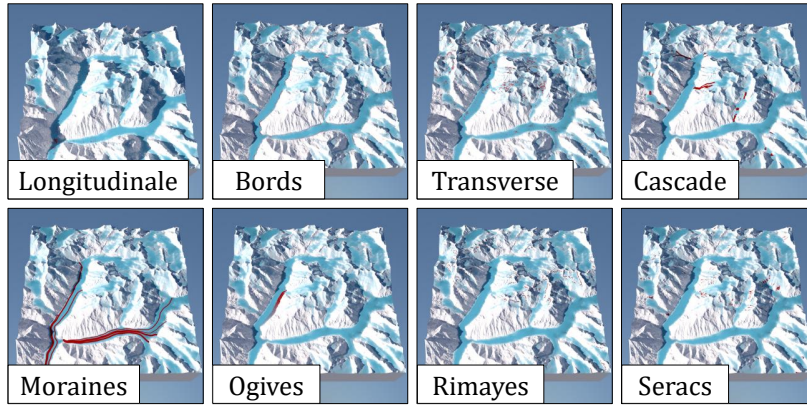 Longitudinale
Bords
Transverse
Cascade
Moraines
Ogives
Rimayes
Seracs